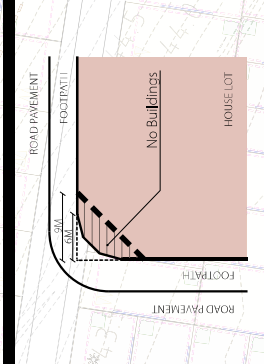 ROAD PAVEMENT
FOOTPATH
No Buildings
HOUSE LOT
9M
6M
FOOTPATH
ROAD PAVEMENT